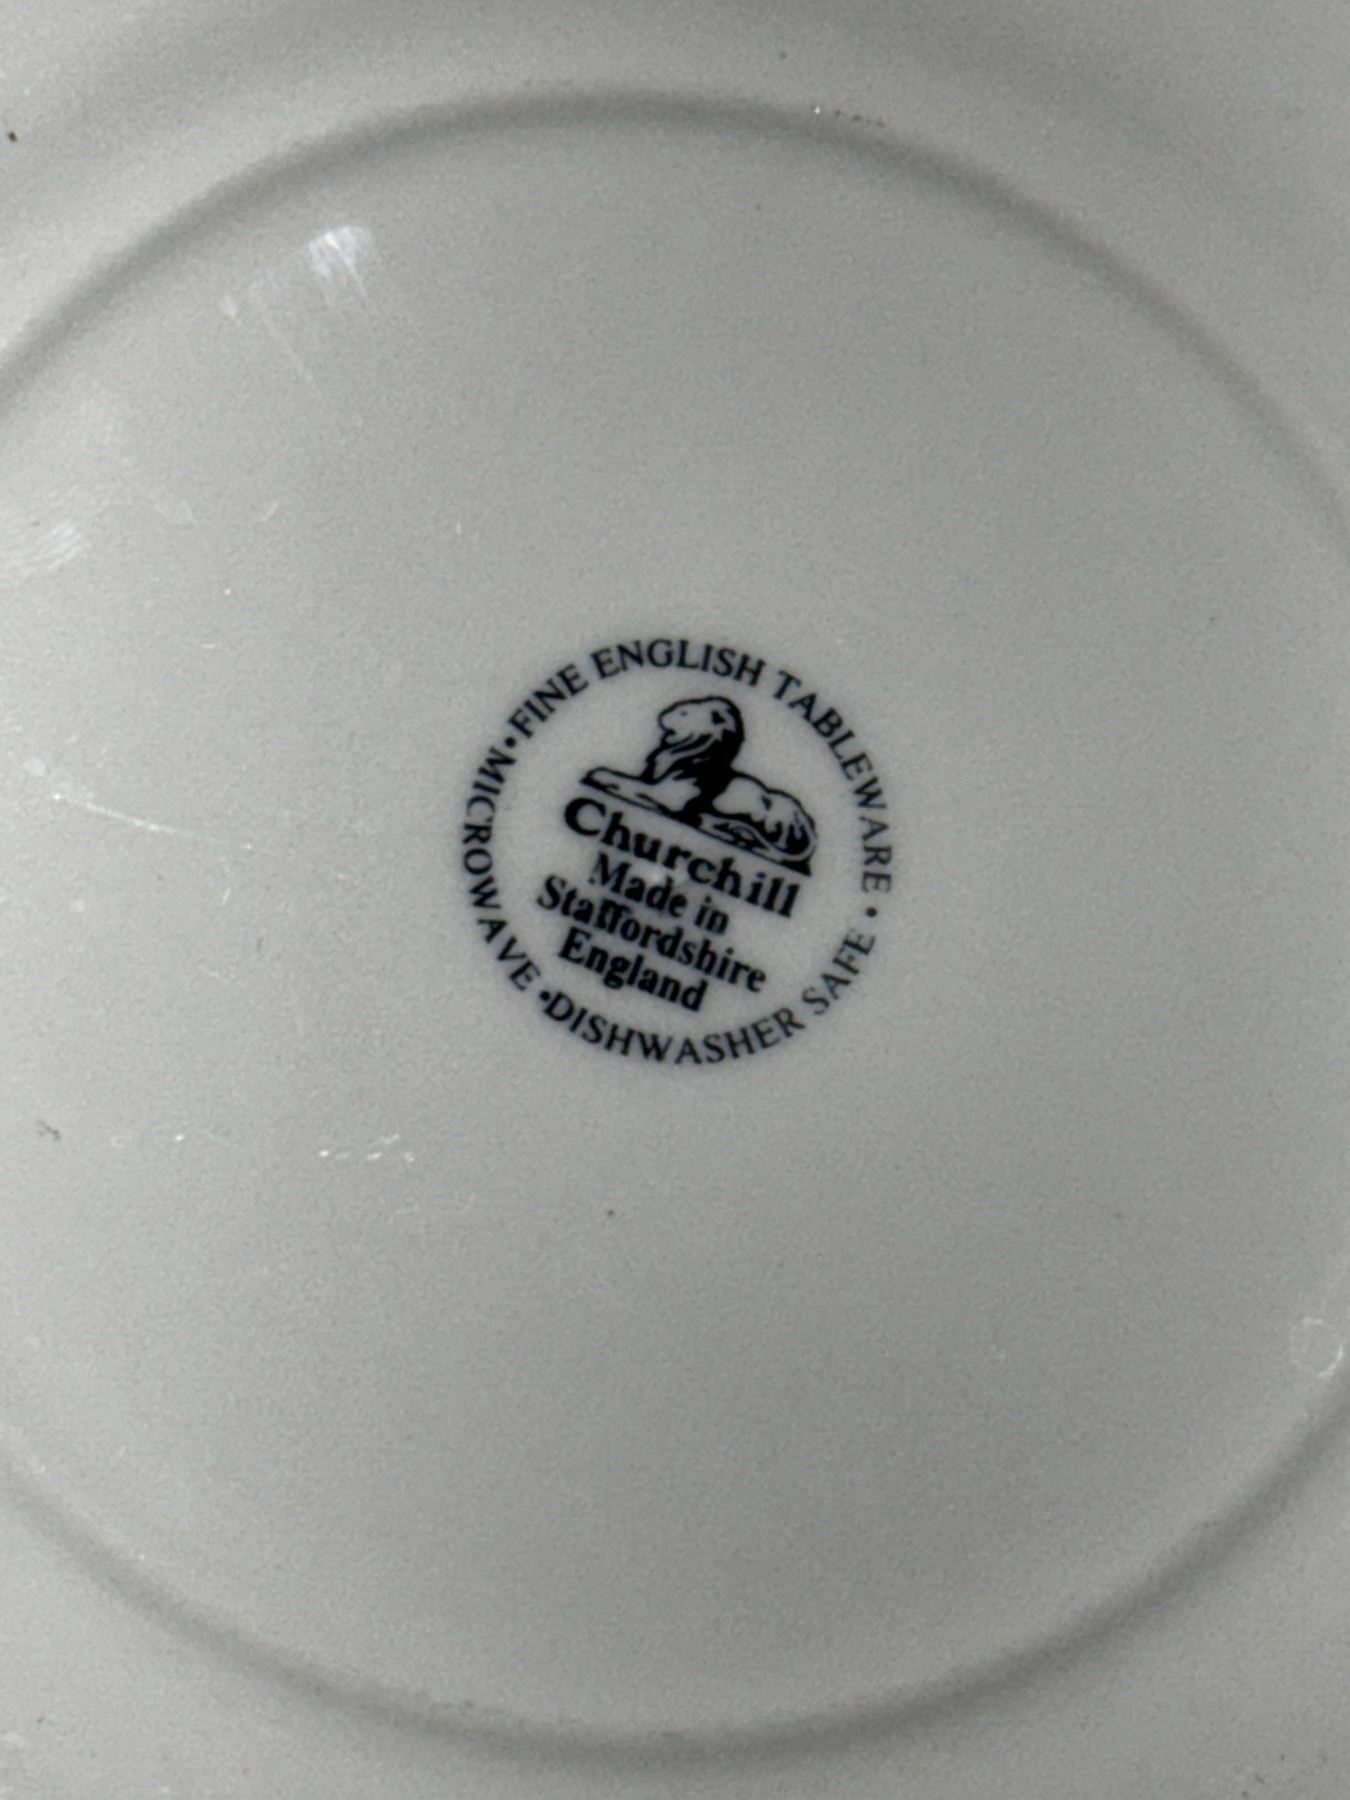 •FINE ENGLISH TABLEWARE•
Churchill
Made in
Staffordshire
England
MICROWAVE•DISHWASHER SAFE